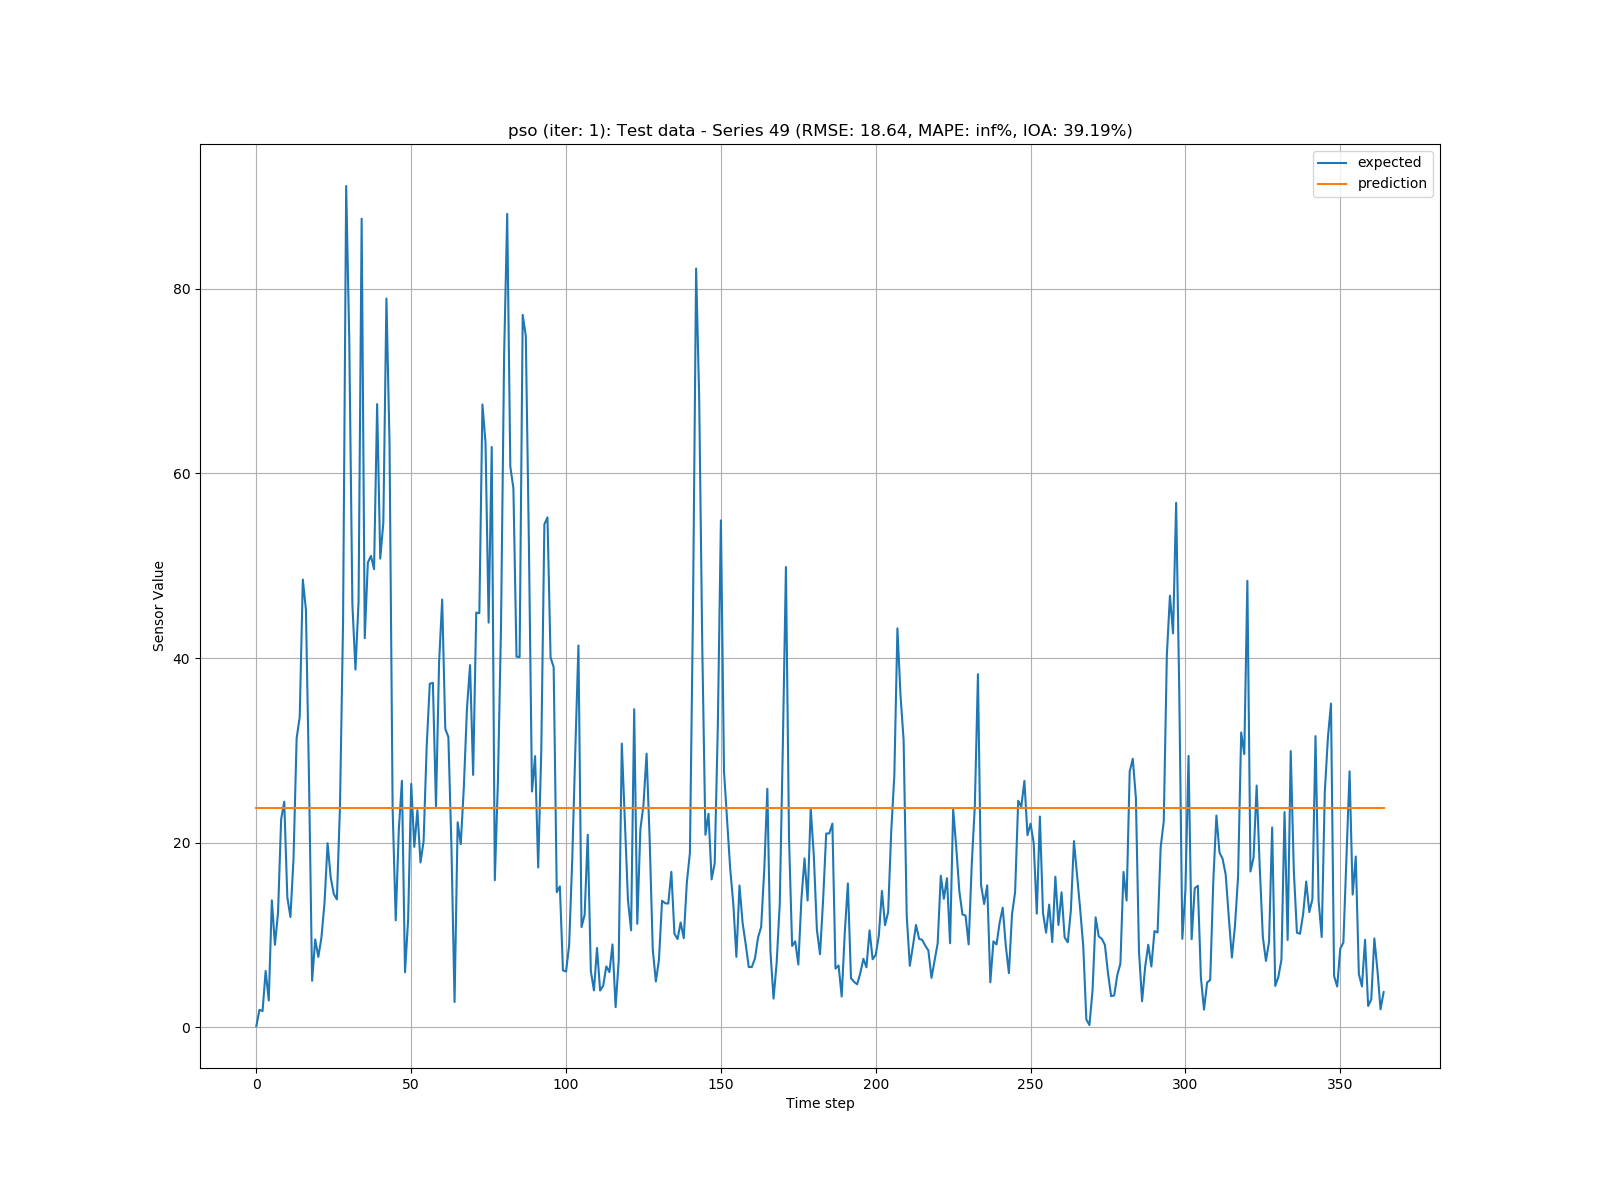 pso (iter: 1): Test data - Series 49 (RMSE: 18.64, MAPE: inf%, IOA: 39.19%)
expected
prediction
80
60
40
20
0
Sensor Value
0 50 100 150 200 250 300 350
Time step